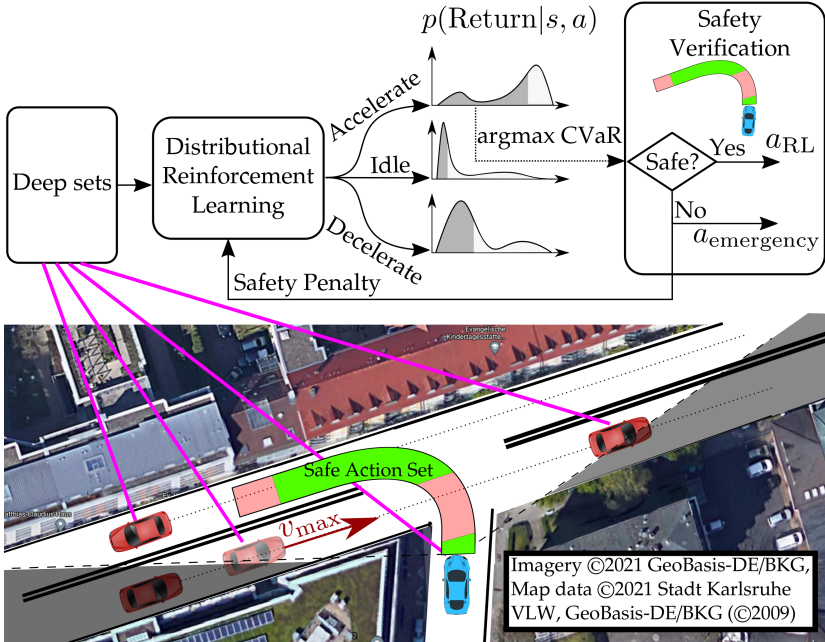 p(Return|s, a)
Safety
Verification
Accelerate
Deep sets
Distributional
Reinforcement
Learning
Idle
argmax CVaR
Safe?
Yes
a_RL
Decelerate
No
a_emergency
Safety Penalty
Evangelische
Kindertagesstätte
Safe Action Set
v_max
Imagery ©2021 GeoBasis-DE/BKG,
Map data ©2021 Stadt Karlsruhe
VLW, GeoBasis-DE/BKG (©2009)